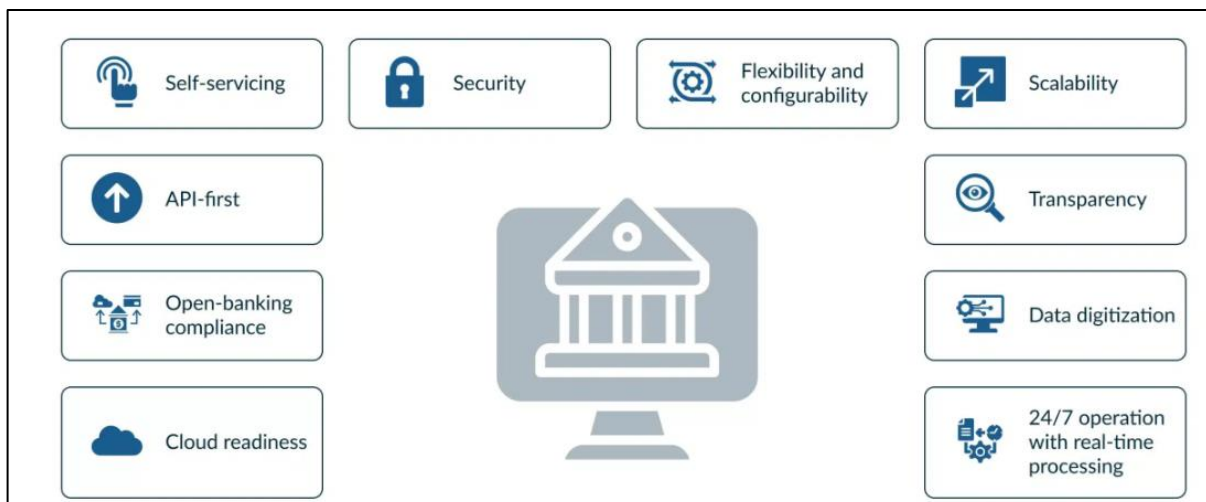 Self-servicing
Security
Flexibility and
configurability
Scalability
API-first
Transparency
Open-banking
compliance
Data digitization
Cloud readiness
24/7 operation
with real-time
processing